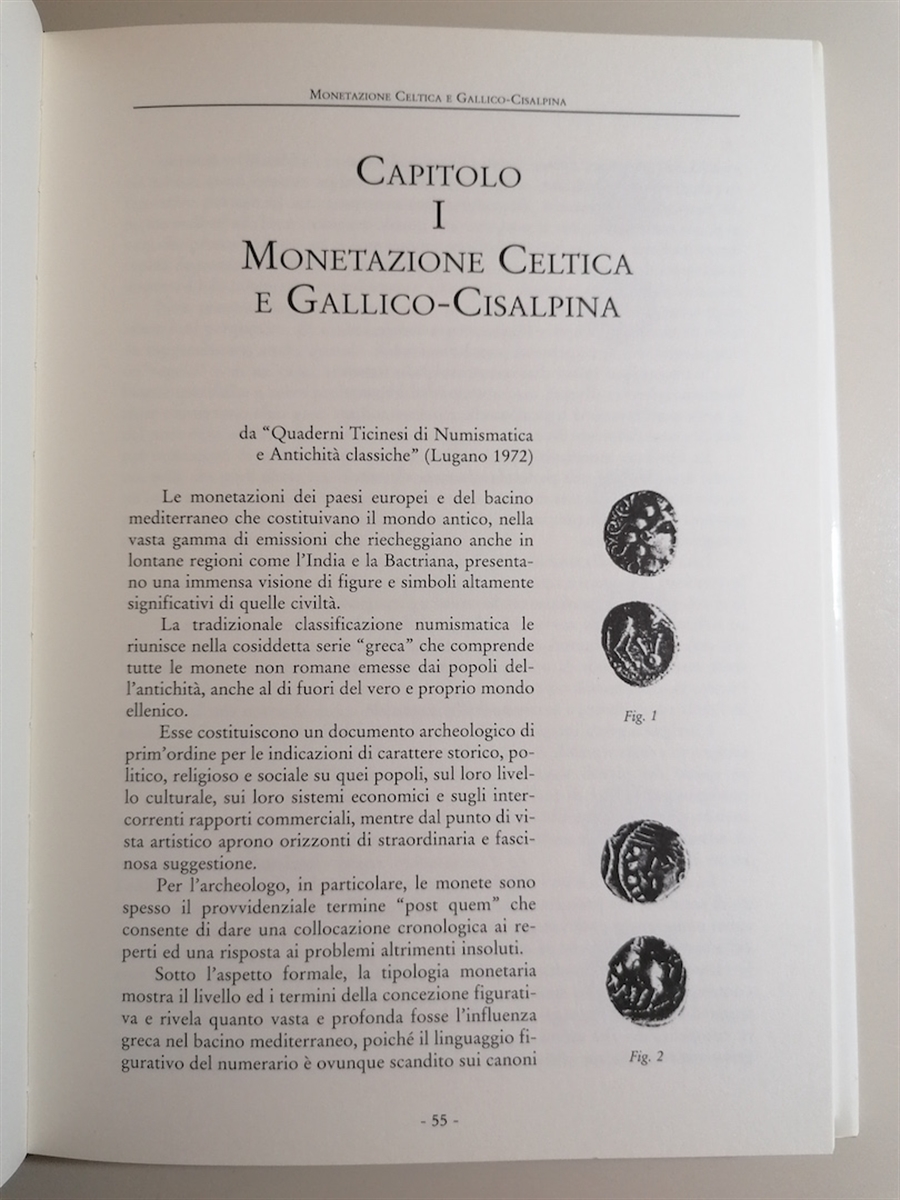 Monetazione Celtica e Gallico-Cisalpina
Capitolo
I
Monetazione Celtica
e Gallico-Cisalpina
da “Quaderni Ticinesi di Numismatica
e Antichità classiche” (Lugano 1972)
Le monetazioni dei paesi europei e del bacino
mediterraneo che costituivano il mondo antico, nella
vasta gamma di emissioni che riecheggiano anche in
lontane regioni come l’India e la Bactriana, presenta-
no una immensa visione di figure e simboli altamente
significativi di quelle civiltà.
La tradizionale classificazione numismatica le
riunisce nella cosiddetta serie “greca” che comprende
tutte le monete non romane emesse dai popoli del-
l’antichità, anche al di fuori del vero e proprio mondo
ellenico.
Esse costituiscono un documento archeologico di
prim’ordine per le indicazioni di carattere storico, po-
litico, religioso e sociale su quei popoli, sul loro livel-
lo culturale, sui loro sistemi economici e sugli inter-
correnti rapporti commerciali, mentre dal punto di vi-
sta artistico aprono orizzonti di straordinaria e fasci-
nosa suggestione.
Per l’archeologo, in particolare, le monete sono
spesso il provvidenziale termine “post quem” che
consente di dare una collocazione cronologica ai re-
perti ed una risposta ai problemi altrimenti insoluti.
Sotto l’aspetto formale, la tipologia monetaria
mostra il livello ed i termini della concezione figurati-
va e rivela quanto vasta e profonda fosse l’influenza
greca nel bacino mediterraneo, poiché il linguaggio fi-
gurativo del numerario è ovunque scandito sui canoni
Fig. 1
Fig. 2
- 55 -